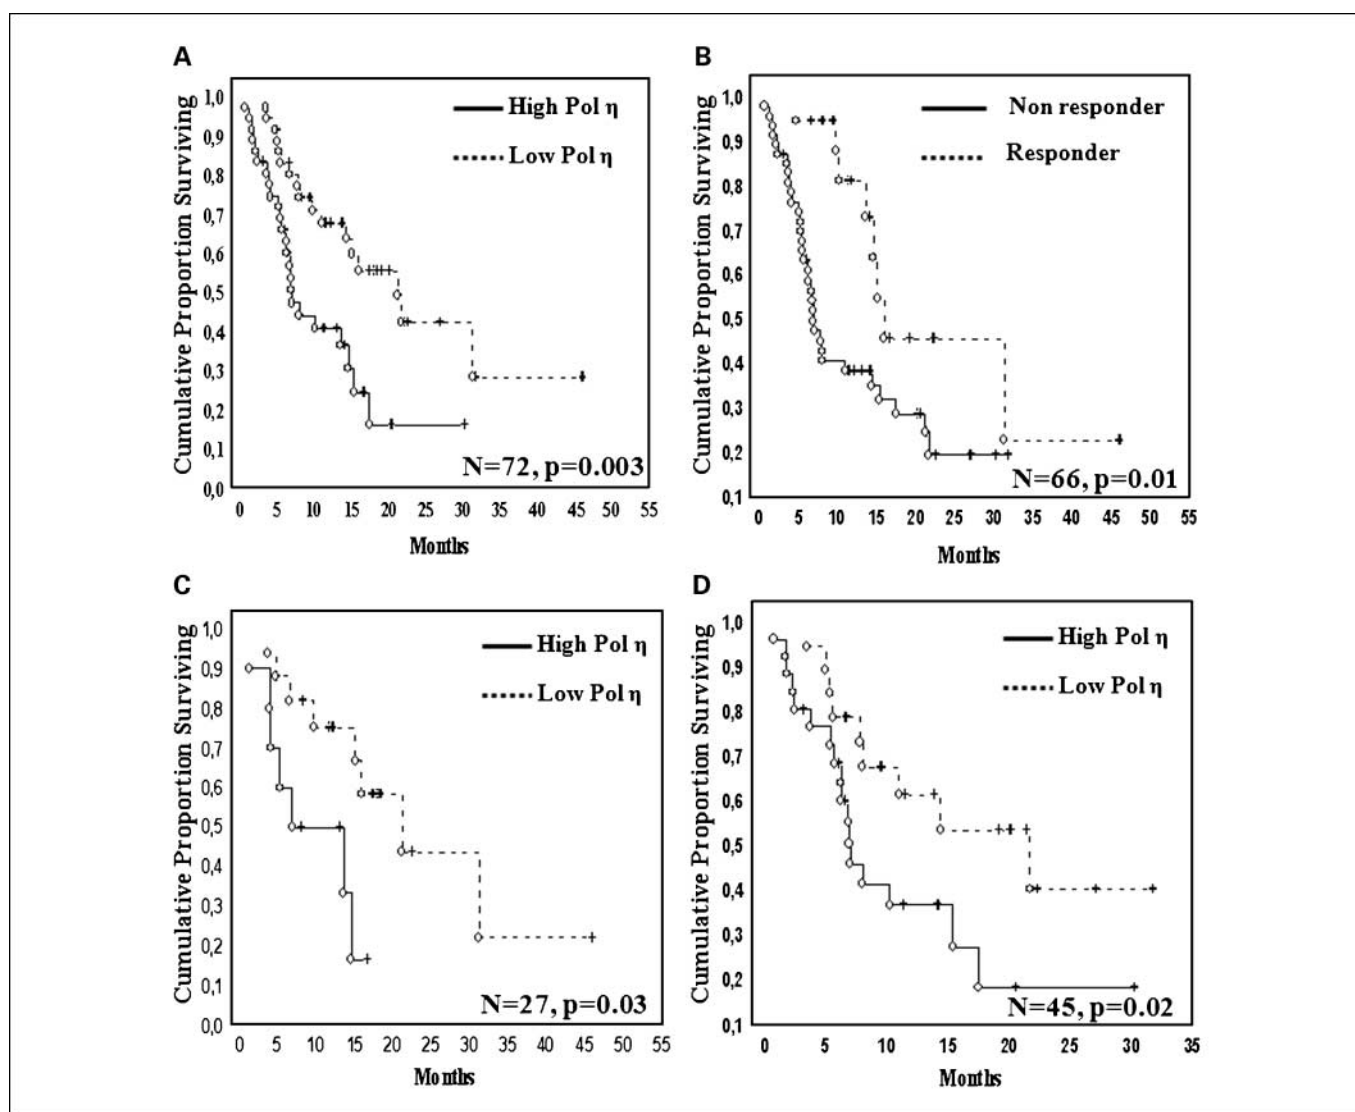 A
Cumulative Proportion Surviving
1,0
0,9
0,8
0,7
0,6
0,5
0,4
0,3
0,2
0,1
0,0
High Pol η
Low Pol η
N=72, p=0.003
0 5 10 15 20 25 30 35 40 45 50 55
Months
B
Cumulative Proportion Surviving
1,0
0,9
0,8
0,7
0,6
0,5
0,4
0,3
0,2
0,1
Non responder
Responder
N=66, p=0.01
0 5 10 15 20 25 30 35 40 45 50 55
Months
C
Cumulative Proportion Surviving
1,0
0,9
0,8
0,7
0,6
0,5
0,4
0,3
0,2
0,1
0,0
High Pol η
Low Pol η
N=27, p=0.03
0 5 10 15 20 25 30 35 40 45 50 55
Months
D
Cumulative Proportion Surviving
1,0
0,9
0,8
0,7
0,6
0,5
0,4
0,3
0,2
0,1
High Pol η
Low Pol η
N=45, p=0.02
0 5 10 15 20 25 30 35
Months